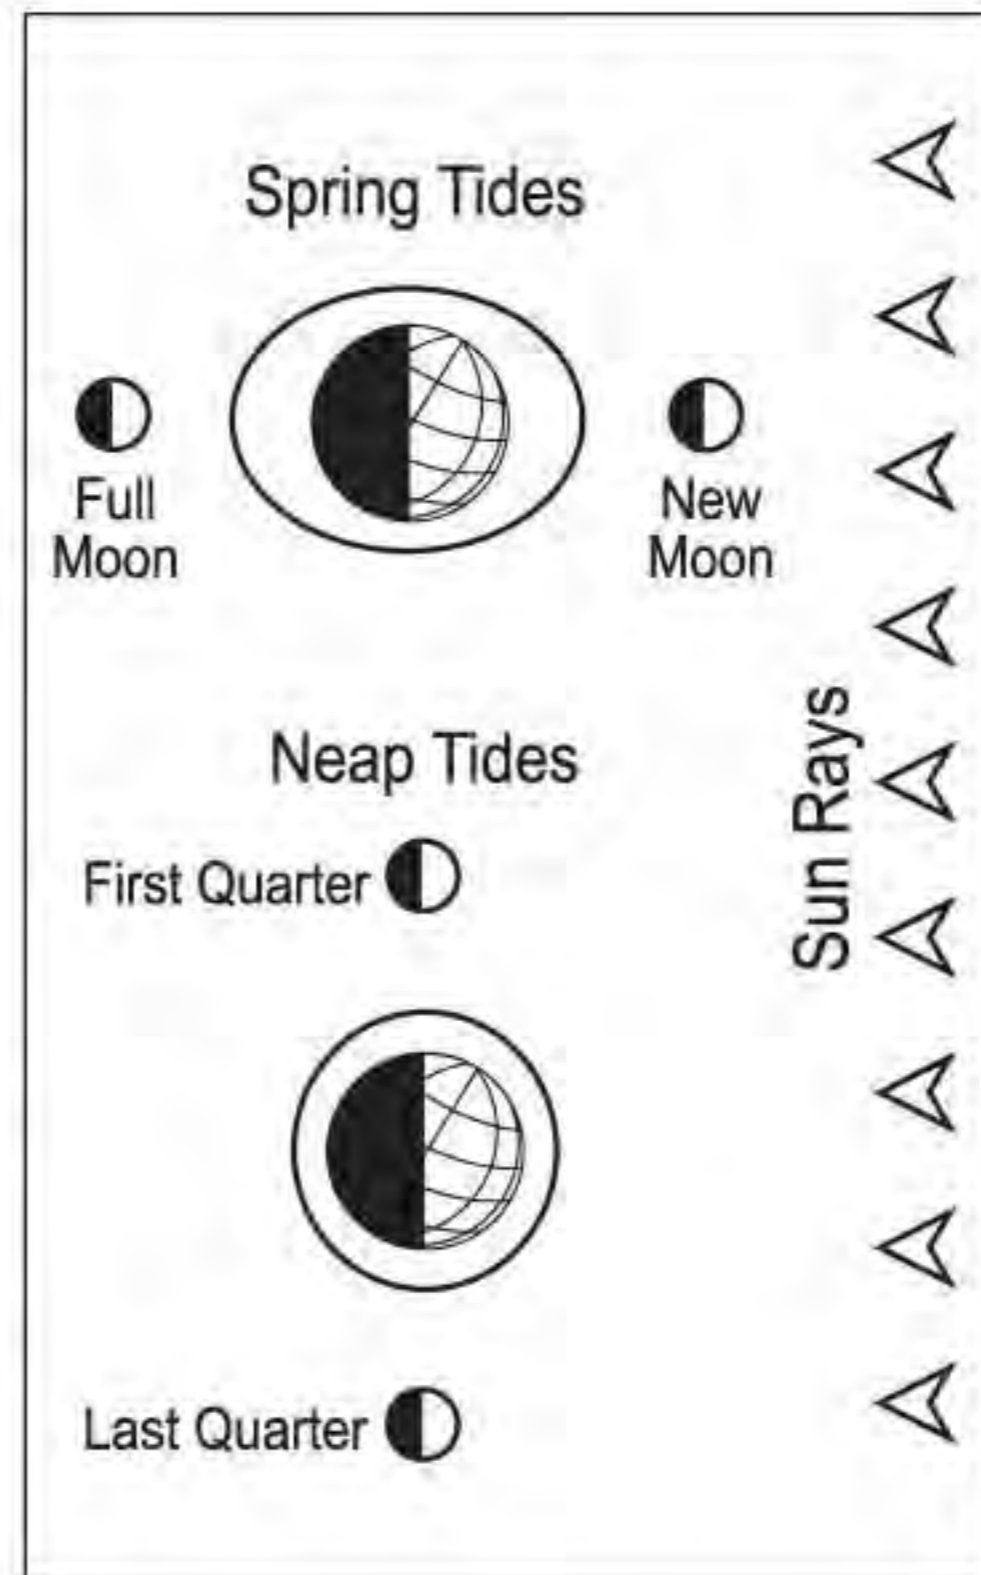 Spring Tides
Full
Moon
New
Moon
Neap Tides
First Quarter
Sun Rays
Last Quarter